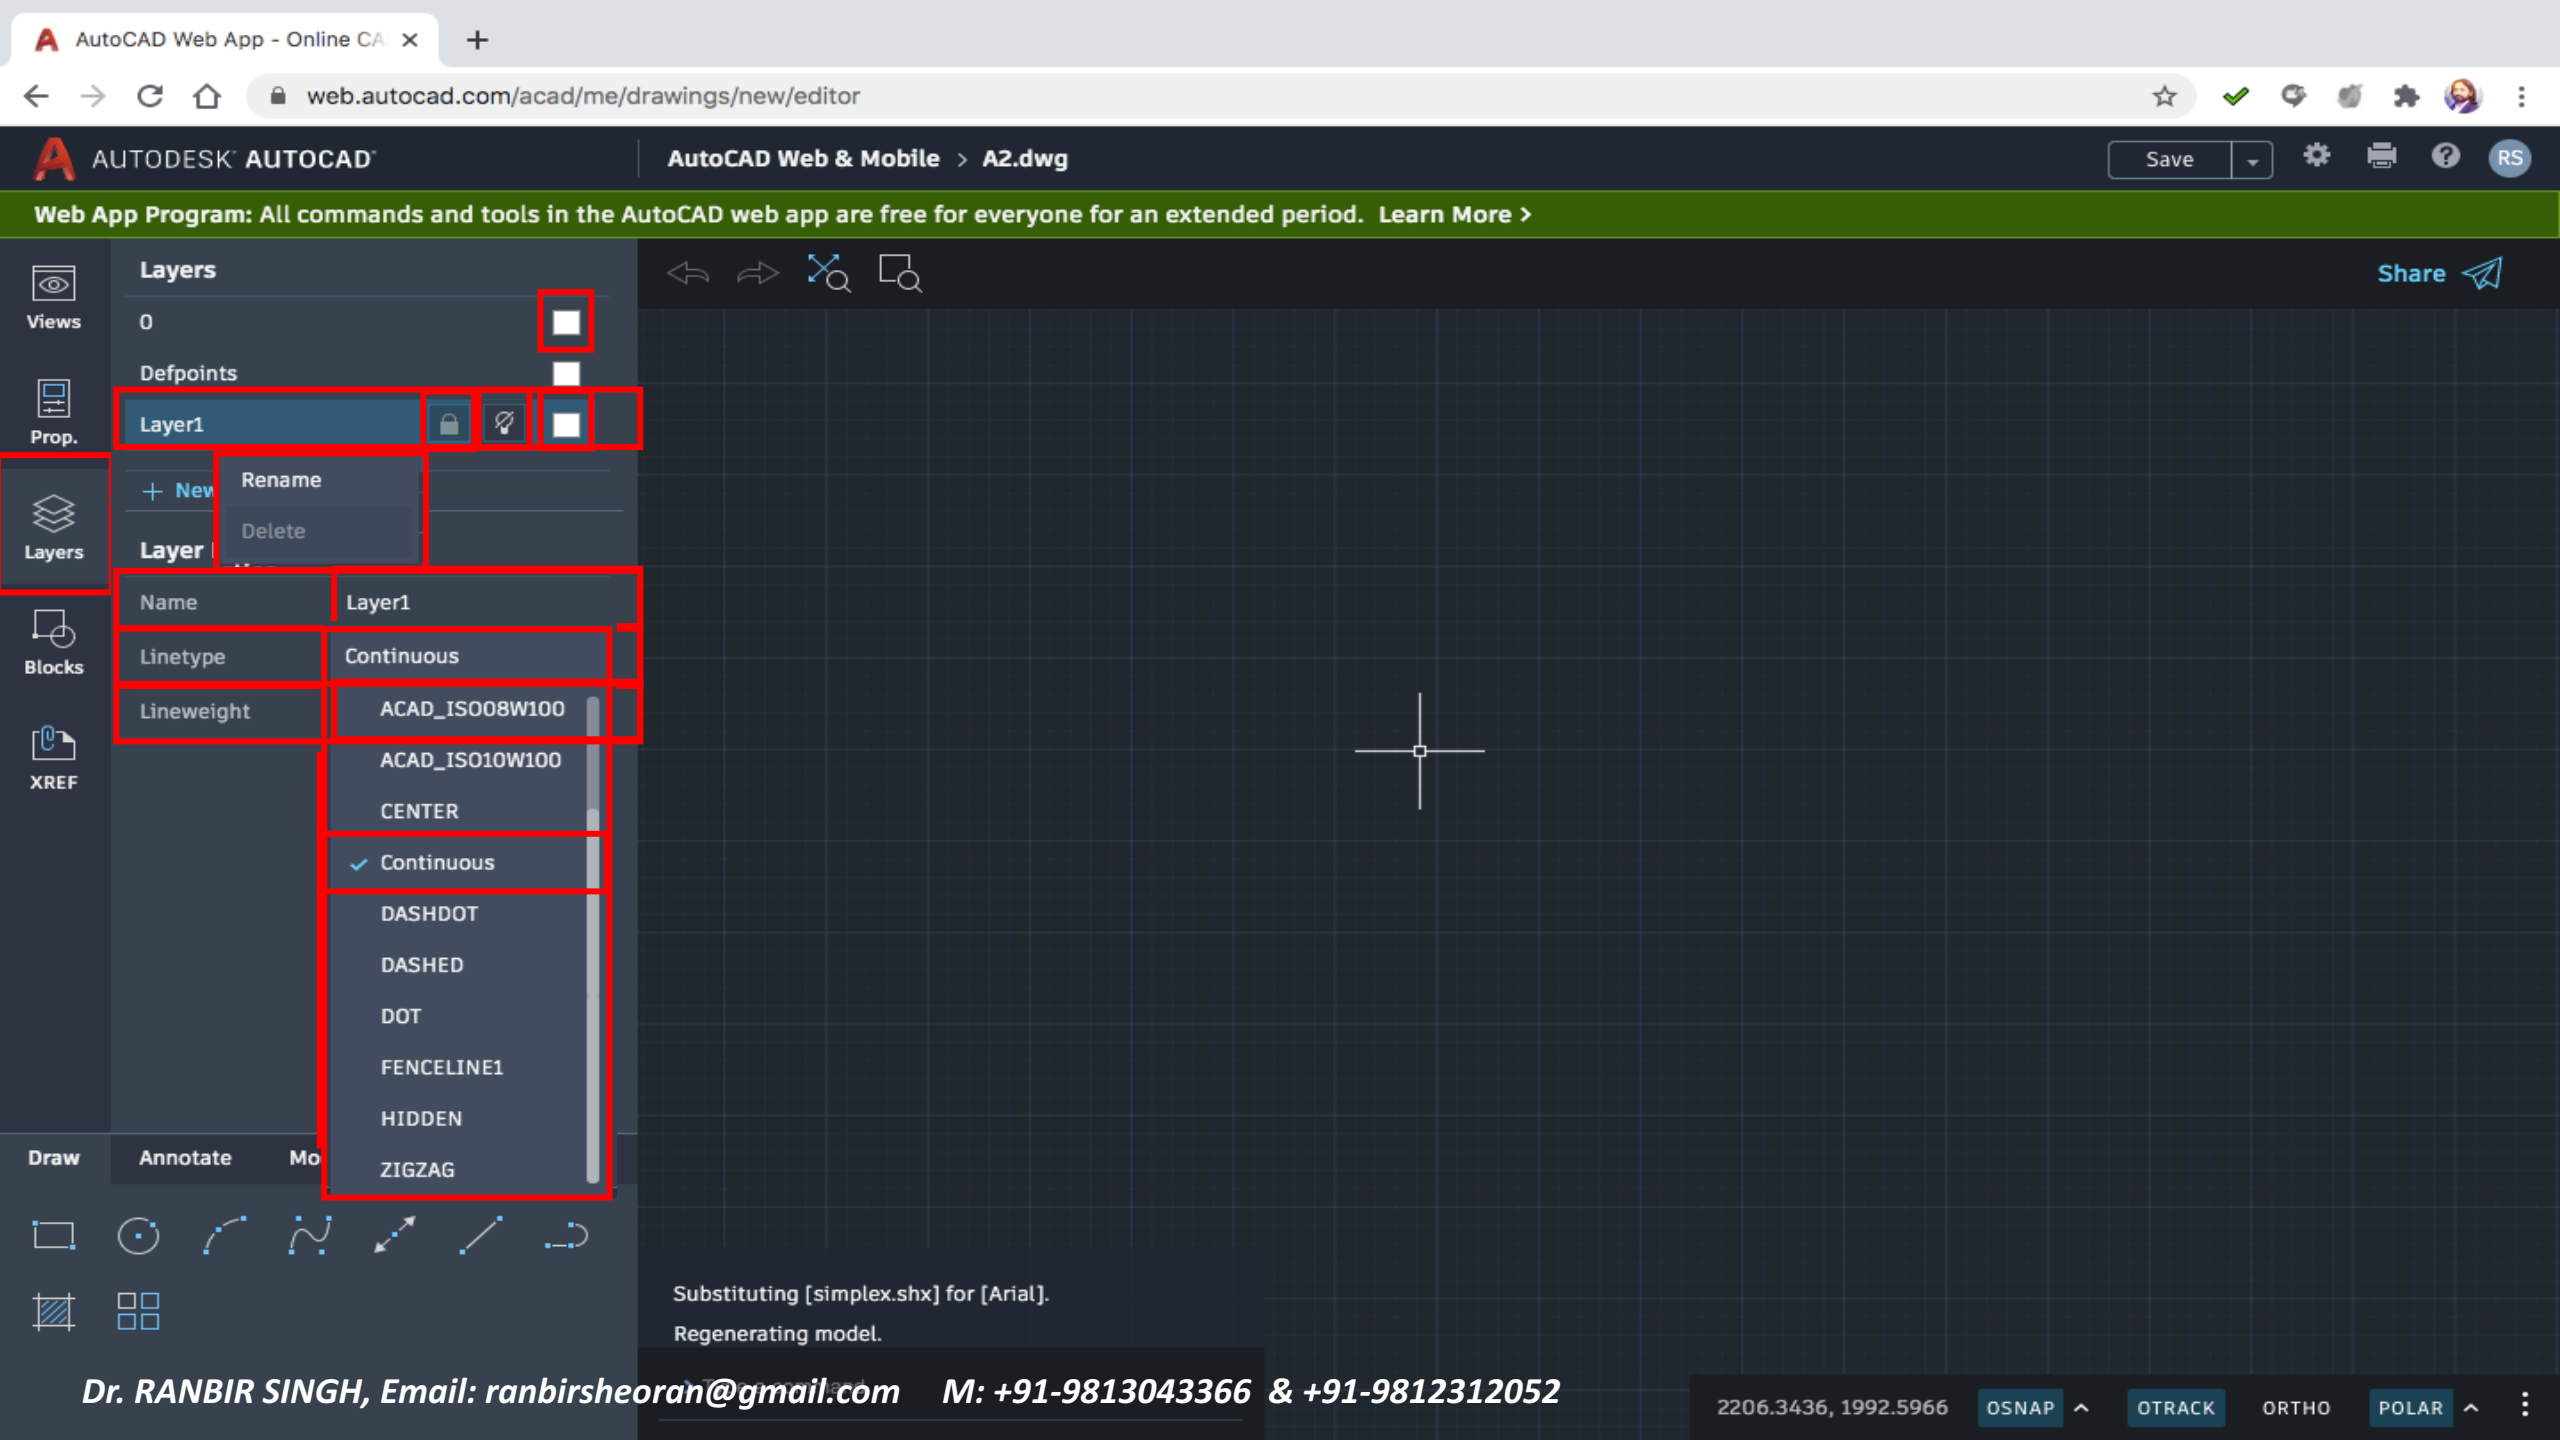 AutoCAD Web App - Online CA
web.autocad.com/acad/me/drawings/new/editor
AUTODESK AUTOCAD
AutoCAD Web & Mobile > A2.dwg
Save
RS
Web App Program: All commands and tools in the AutoCAD web app are free for everyone for an extended period. Learn More >
Views
Prop.
Layers
Blocks
XREF
Layers
0
Defpoints
Layer1
+ New
Rename
Delete
Layer
Name
Layer1
Linetype
Continuous
Lineweight
ACAD_ISO08W100
ACAD_ISO10W100
CENTER
Continuous
DASHDOT
DASHED
DOT
FENCELINE1
HIDDEN
ZIGZAG
Share
Draw
Annotate
Mo
Substituting [simplex.shx] for [Arial].
Regenerating model.
Dr. RANBIR SINGH, Email: ranbirsheoran@gmail.com M: +91-9813043366 & +91-9812312052
2206.3436, 1992.5966
OSNAP
OTRACK
ORTHO
POLAR